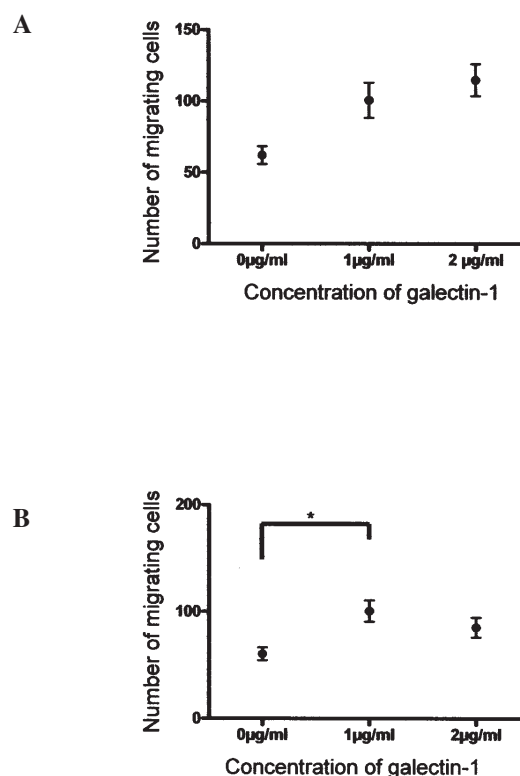 A
Number of migrating cells
150
100
50
0
0µg/ml
1µg/ml
2 µg/ml
Concentration of galectin-1
B
Number of migrating cells
200
100
0
*
0µg/ml
1µg/ml
2µg/ml
Concentration of galectin-1